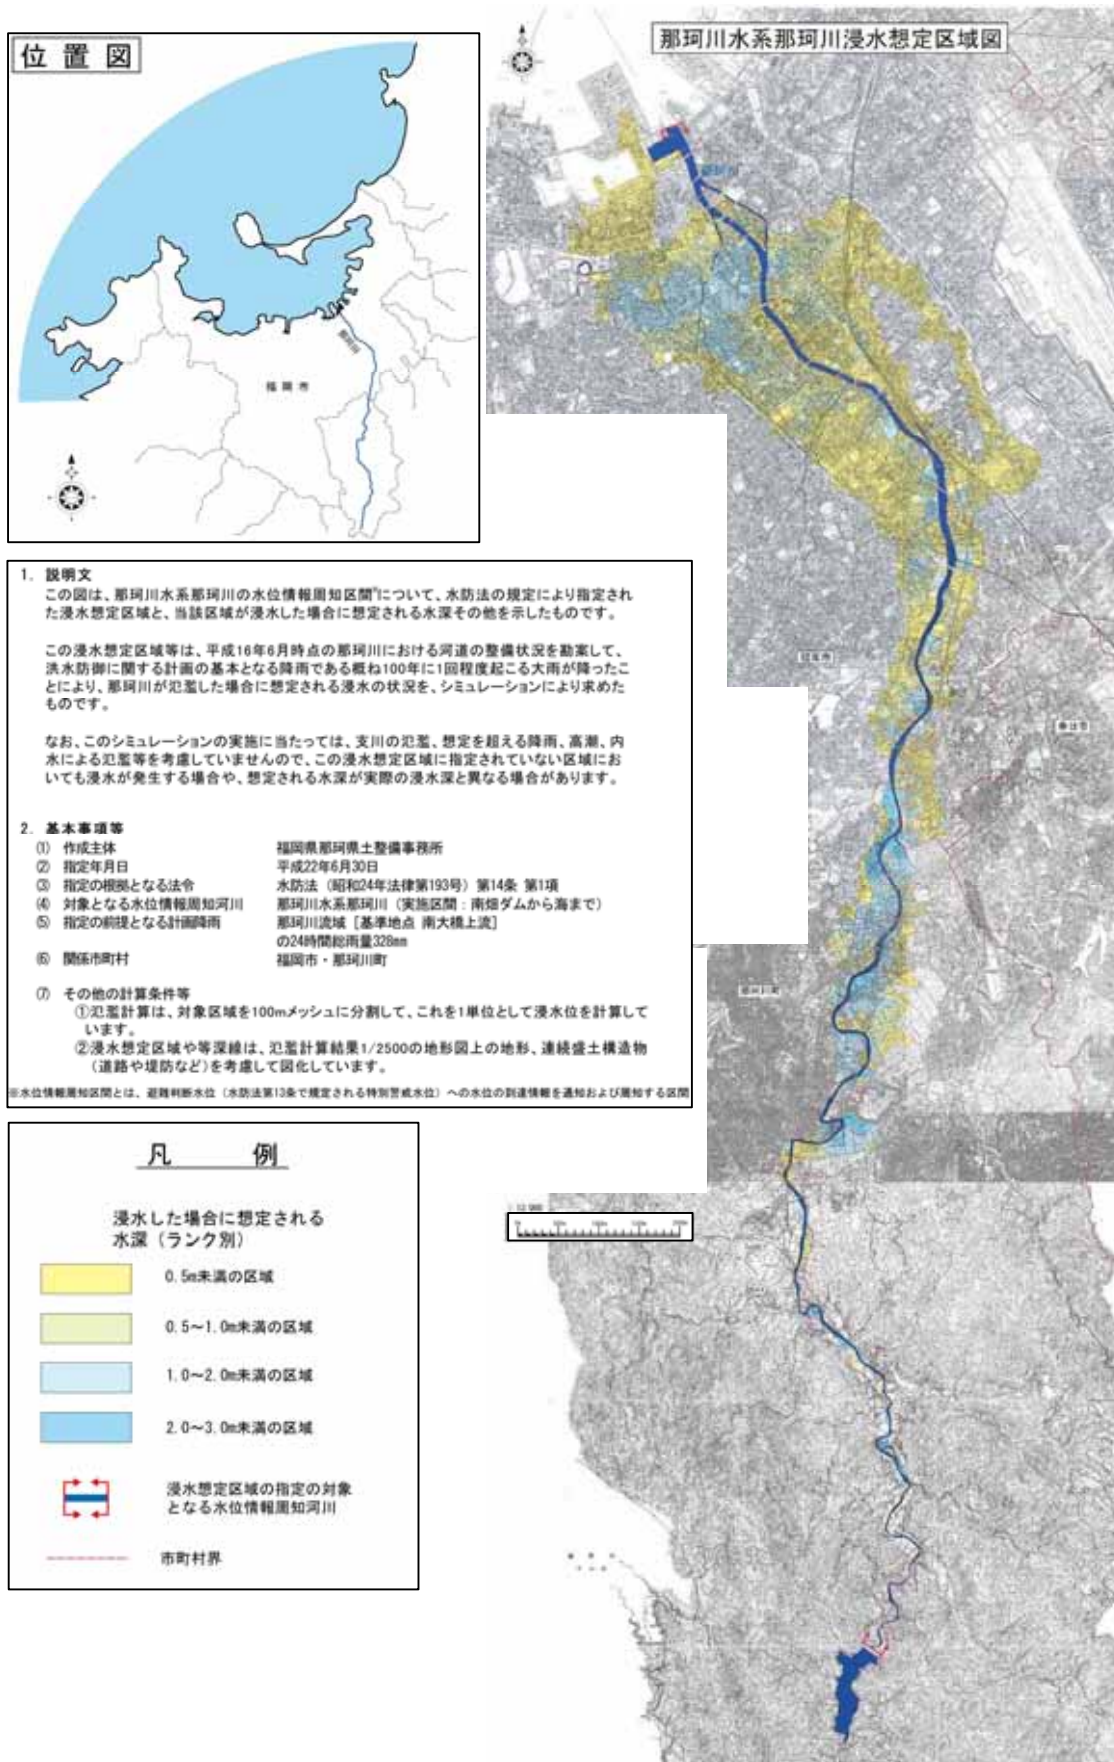 位置図
福岡市
那珂川
那珂川水系那珂川浸水想定区域図
那珂川
春日市
那珂川町
1. 説明文
この図は、那珂川水系那珂川の水位情報周知区間※について、水防法の規定により指定され
た浸水想定区域と、当該区域が浸水した場合に想定される水深その他を示したものです。
この浸水想定区域等は、平成16年6月時点の那珂川における河道の整備状況を勘案して、
洪水防御に関する計画の基本となる降雨である概ね100年に1回程度起こる大雨が降ったこ
とにより、那珂川が氾濫した場合に想定される浸水の状況を、シミュレーションにより求めた
ものです。
なお、このシミュレーションの実施に当たっては、支川の氾濫、想定を超える降雨、高潮、内
水による氾濫等を考慮していませんので、この浸水想定区域に指定されていない区域にお
いても浸水が発生する場合や、想定される水深が実際の浸水深と異なる場合があります。
2. 基本事項等
(1) 作成主体 福岡県那珂県土整備事務所
(2) 指定年月日 平成22年6月30日
(3) 指定の根拠となる法令 水防法（昭和24年法律第193号）第14条 第1項
(4) 対象となる水位情報周知河川 那珂川水系那珂川（実施区間：南畑ダムから海まで）
(5) 指定の前提となる計画降雨 那珂川流域［基準地点 南大橋上流］
の24時間総雨量328mm
(6) 関係市町村 福岡市・那珂川町
(7) その他の計算条件等
①氾濫計算は、対象区域を100mメッシュに分割して、これを1単位として浸水位を計算して
います。
②浸水想定区域や等深線は、氾濫計算結果1/2500の地形図上の地形、連続盛土構造物
（道路や堤防など）を考慮して図化しています。
※水位情報周知区間とは、避難判断水位（水防法第13条で規定される特別警戒水位）への水位の到達情報を通知および周知する区間
凡 例
浸水した場合に想定される
水深（ランク別）
0.5m未満の区域
0.5～1.0m未満の区域
1.0～2.0m未満の区域
2.0～3.0m未満の区域
浸水想定区域の指定の対象
となる水位情報周知河川
市町村界